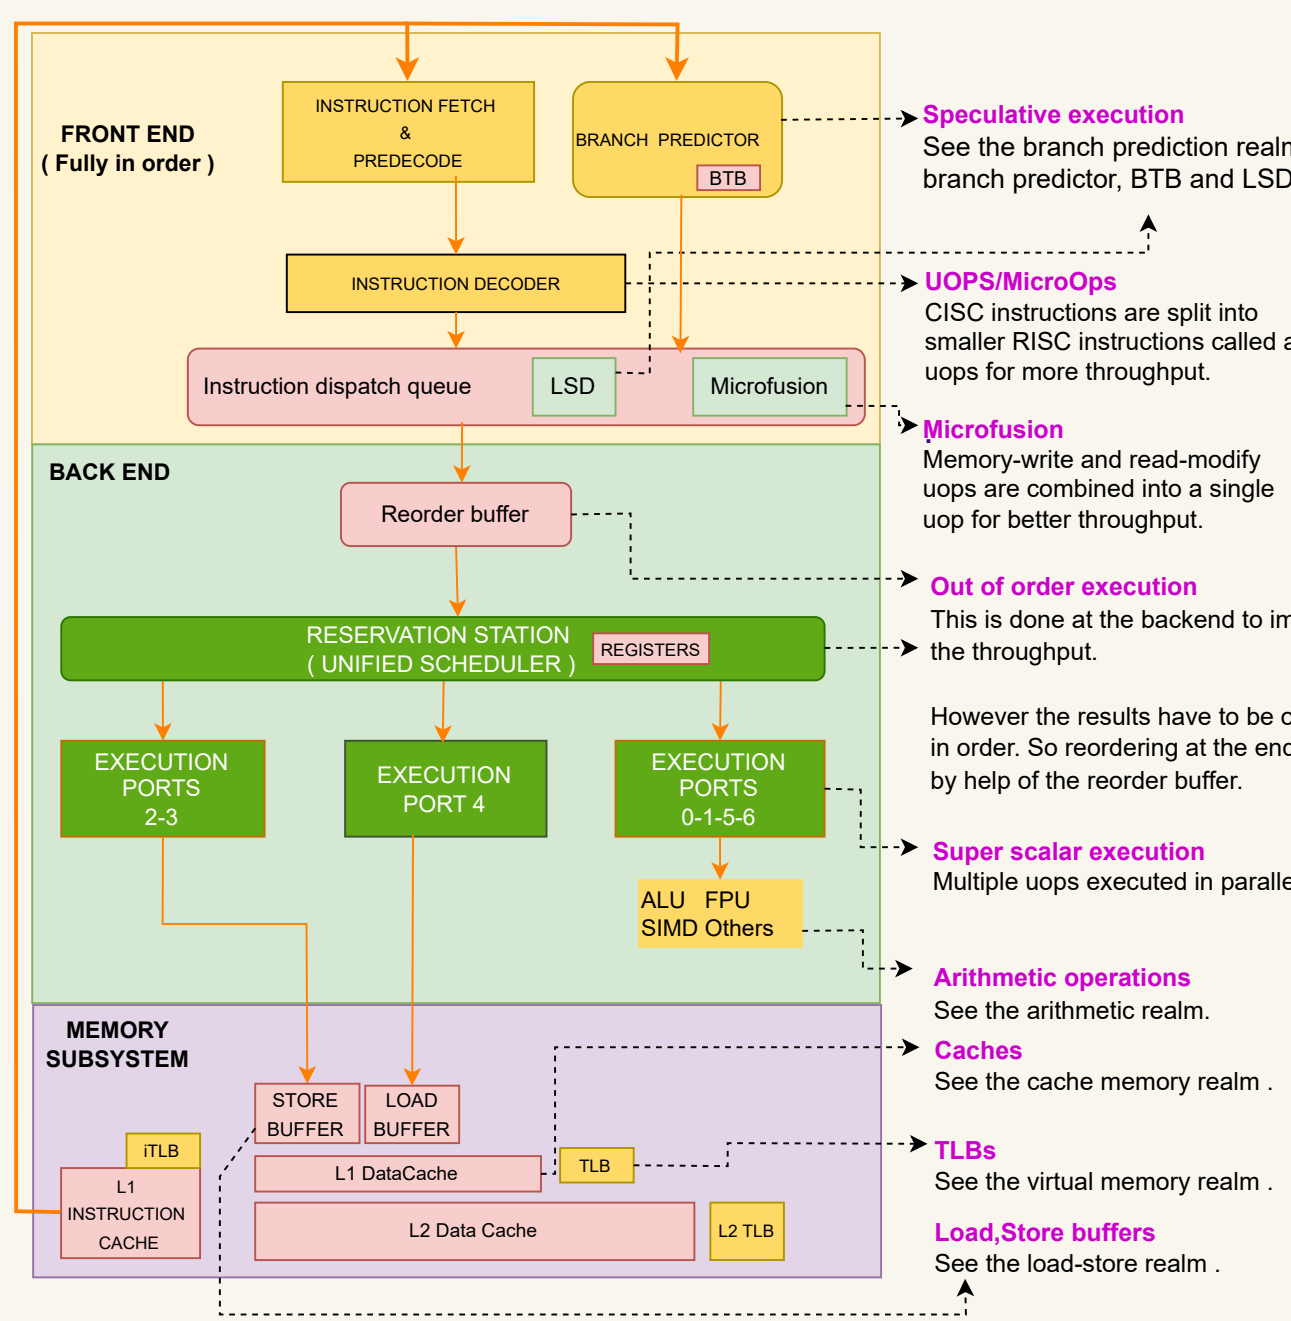 FRONT END
( Fully in order )
INSTRUCTION FETCH
&
PREDECODE
BRANCH PREDICTOR
BTB
INSTRUCTION DECODER
Instruction dispatch queue
LSD
Microfusion
Speculative execution
See the branch prediction
branch predictor, BTB and LSD
UOPS/MicroOps
CISC instructions are split into
smaller RISC instructions called
uops for more throughput.
Microfusion
Memory-write and read-modify
uops are combined into a single
uop for better throughput.
BACK END
Reorder buffer
RESERVATION STATION
( UNIFIED SCHEDULER )
REGISTERS
EXECUTION
PORTS
2-3
EXECUTION
PORT 4
EXECUTION
PORTS
0-1-5-6
ALU FPU
SIMD Others
Out of order execution
This is done at the backend to
the throughput.
However the results have to be
in order. So reordering at the
by help of the reorder buffer.
Super scalar execution
Multiple uops executed in
Arithmetic operations
See the arithmetic realm.
MEMORY
SUBSYSTEM
STORE
BUFFER
LOAD
BUFFER
iTLB
L1
INSTRUCTION
CACHE
L1 DataCache
TLB
L2 Data Cache
L2 TLB
Caches
See the cache memory realm .
TLBs
See the virtual memory realm .
Load,Store buffers
See the load-store realm .